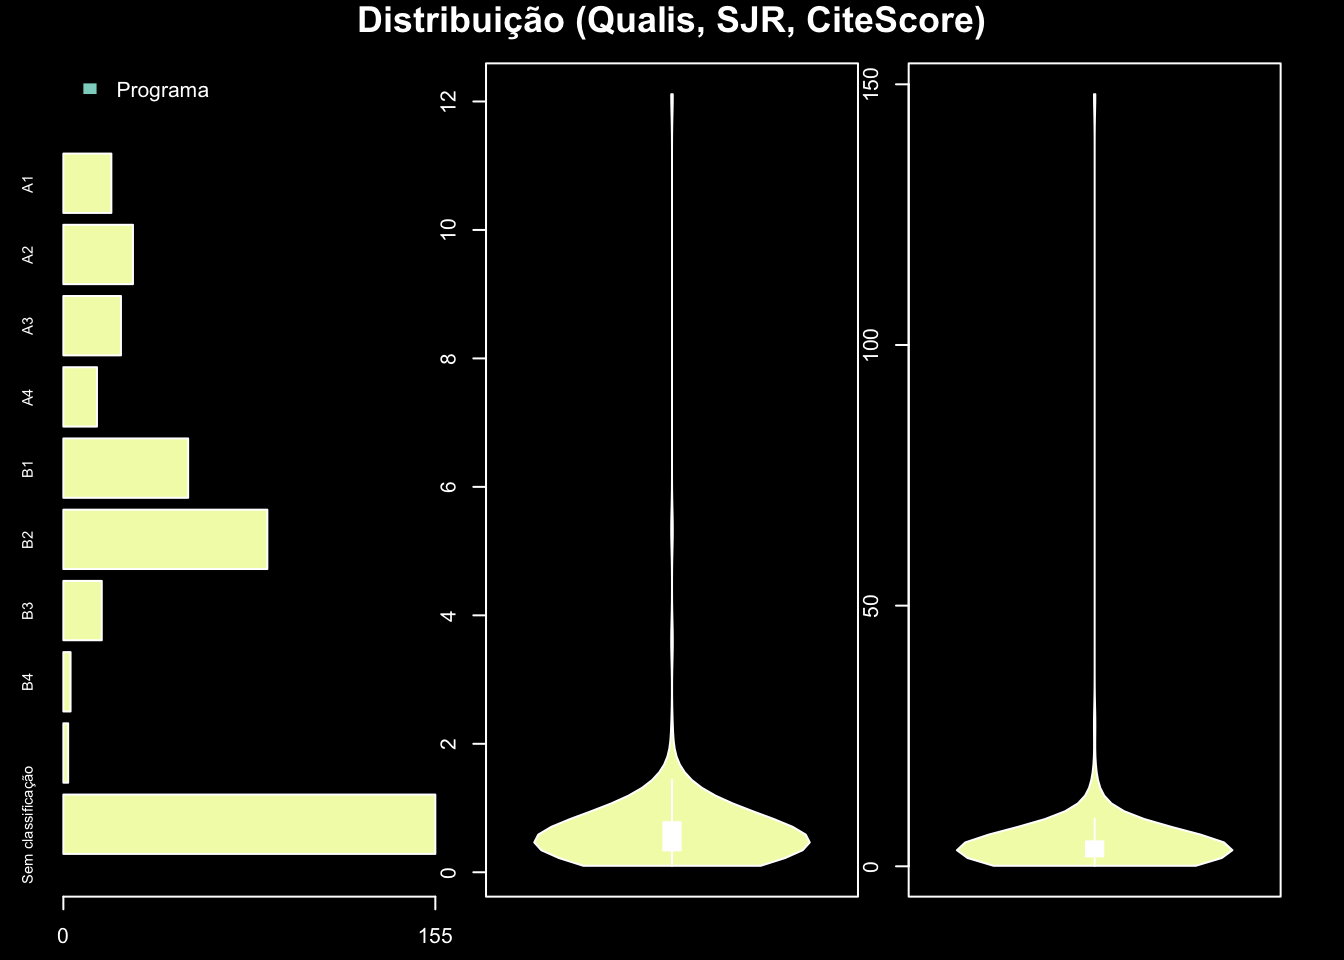 Distribuição (Qualis, SJR, CiteScore)
Programa
A1
A2
A3
A4
B1
B2
B3
B4
Sem classificação
0
155
0
2
4
6
8
10
12
0
50
100
150